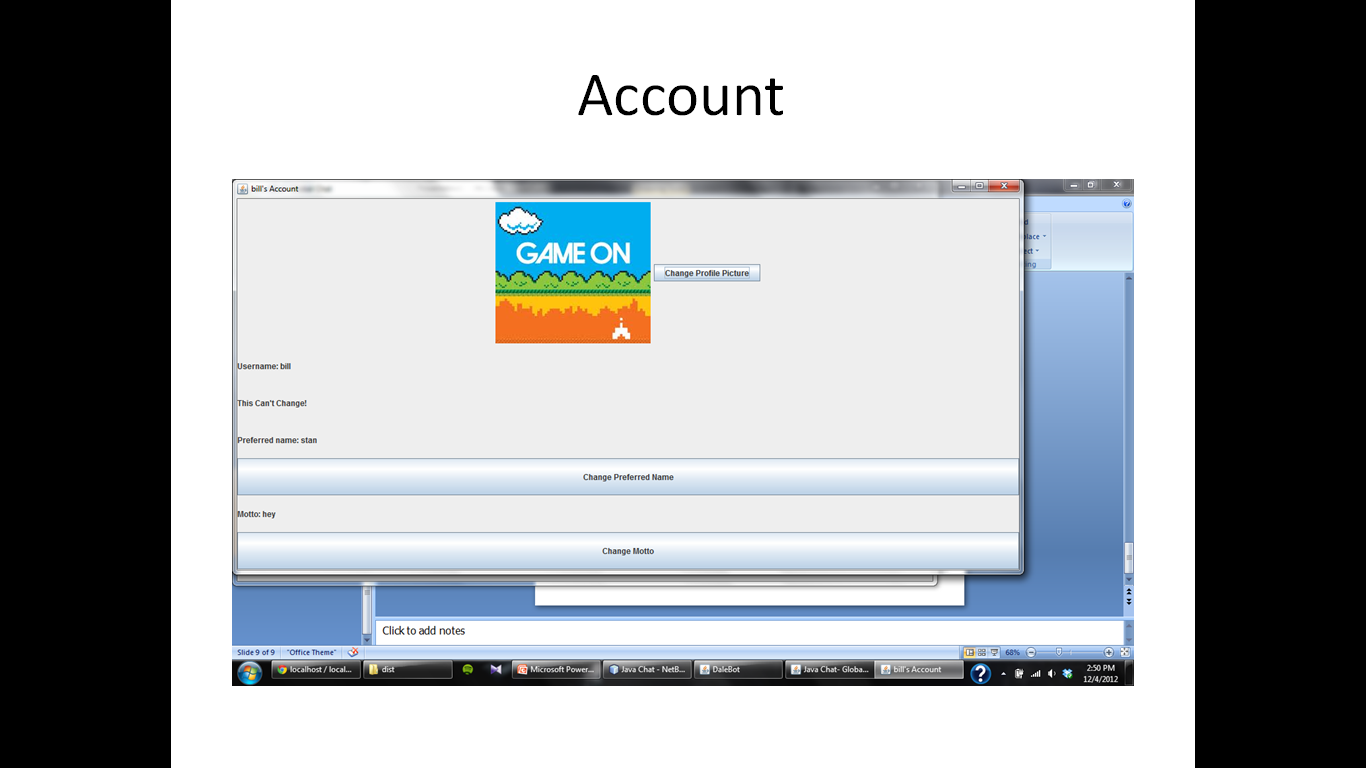 Account
bill's Account
GAME ON
Change Profile Picture
Username: bill
This Can't Change!
Preferred name: stan
Change Preferred Name
Motto: hey
Change Motto
Click to add notes
Slide 9 of 9 "Office Theme" 68%
localhost / local... dist Microsoft Power... Java Chat - NetB... DaleBot Java Chat- Globa... bill's Account 2:50 PM
12/4/2012